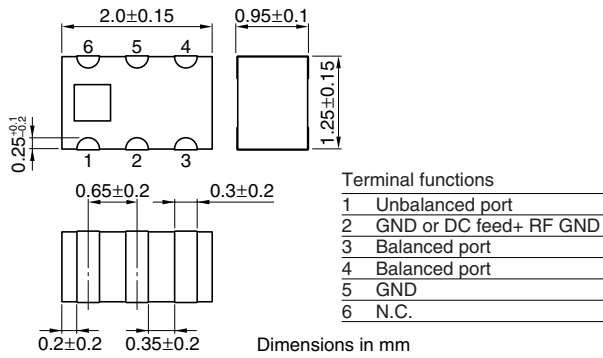 2.0±0.15
0.95±0.1
6 5 4
1.25±0.15
0.25+0.1−0.2
1 2 3
0.65±0.2
0.3±0.2
0.2±0.2
0.35±0.2
Dimensions in mm
Terminal functions
1 Unbalanced port
2 GND or DC feed+ RF GND
3 Balanced port
4 Balanced port
5 GND
6 N.C.